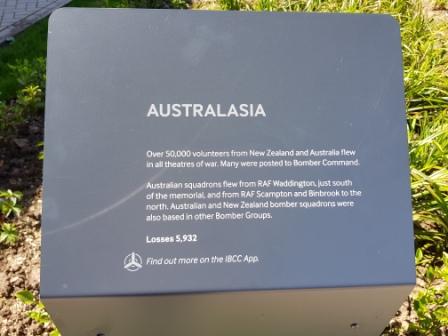 AUSTRALASIA
Over 50,000 volunteers from New Zealand and Australia flew
in all theatres of war. Many were posted to Bomber Command.
Australian squadrons flew from RAF Waddington, just south
of the memorial, and from RAF Scampton and Binbrook to the
north. Australian and New Zealand bomber squadrons were
also based in other Bomber Groups.
Losses 5,932
Find out more on the IBCC App.